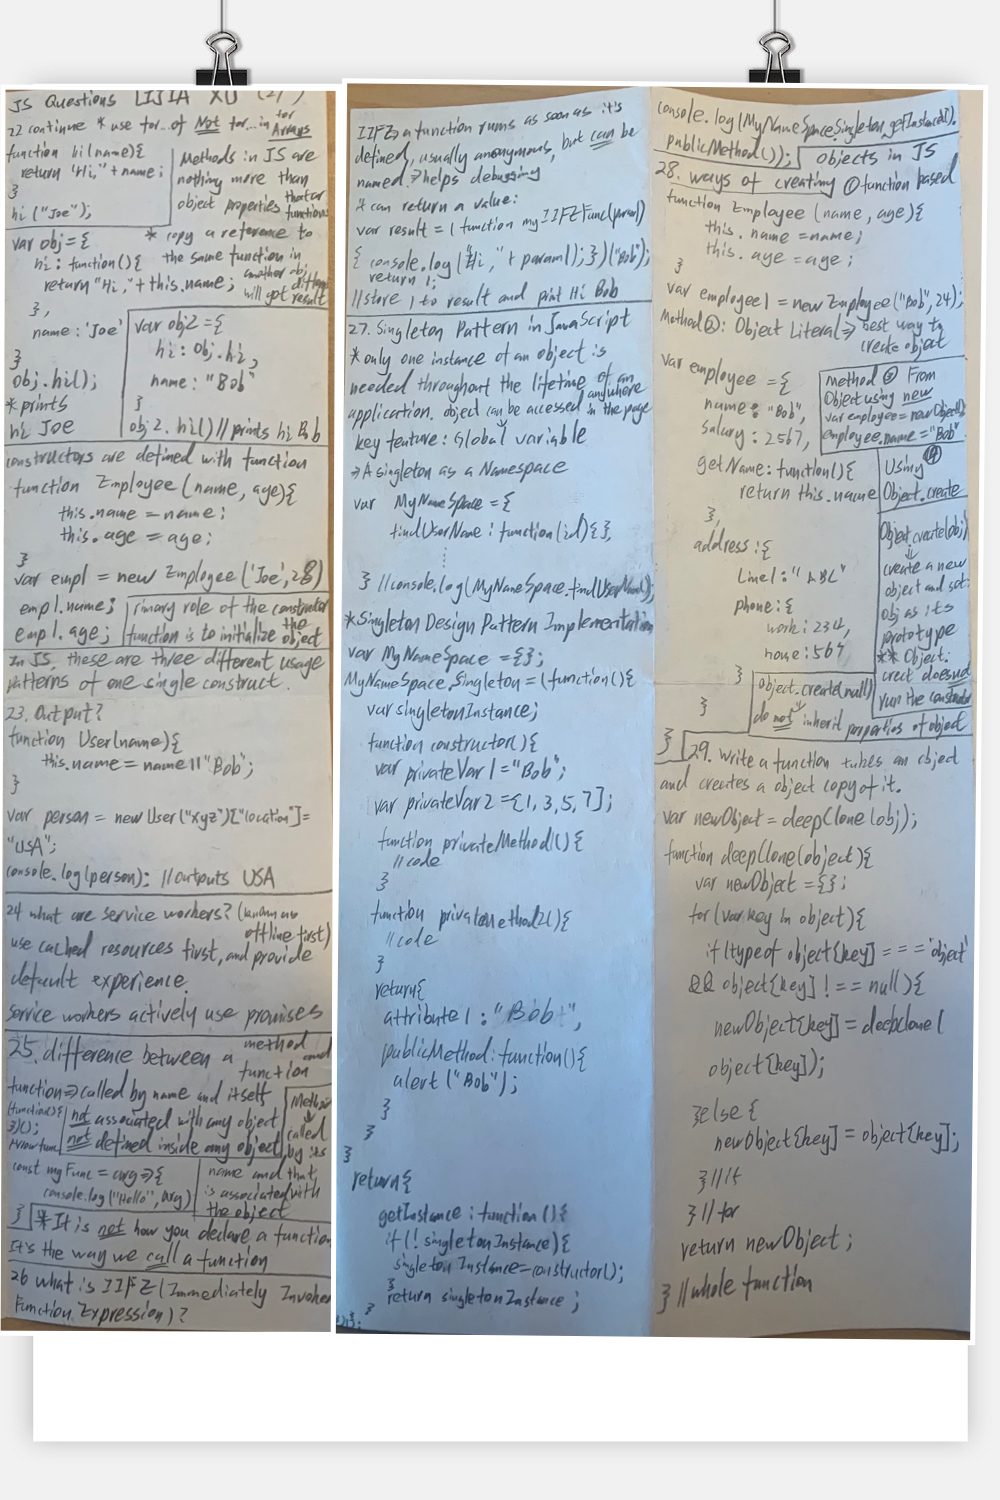 JS Questions LIJIA XU
22 continue * use for...of Not for...in for Arrays
function hi(name){
return 'Hi,' + name;
}
hi ("Joe");
Methods in JS are
nothing more than
object properties that are
functions
var obj = {
hi : function(){
return "Hi ," + this.name;
},
name : 'Joe'
}
obj.hi();
* prints
hi Joe
* copy a reference to
the same function in
another obj
will get different
result
var obj2 = {
hi : Obj.hi,
name : "Bob"
}
obj2. hi() // prints hi Bob
constructors are defined with function
function Employee (name, age){
this.name = name;
this. age = age;
}
var emp1 = new Employee ('Joe', 28)
emp1.name;
emp1. age;
rimary role of the constructor
function is to initialize the object
In JS, these are three different usage
patterns of one single construct.
23. Output?
function User(name){
this.name = name || "Bob";
}
var person = new User("xyz")["location"]=
"USA";
console.log(person); // outputs USA
24 what are service workers? (known as
offline first)
use cached resources first, and provide
default experience.
Service workers actively use promises
25. difference between a method and
function
function => called by name and itself
(function(){
})();
Arrow func
not associated with any object
not defined inside any object
Method
called
by its
name and that
is associated with
the object
const myFunc = arg => {
console.log ("Hello", arg)
}
* It is not how you declare a function
It's the way we call a function
26 what is IIFE (Immediately Invoked
Function Expression)?
IIFE, a function runs as soon as it's
defined, usually anonymous, but can be
named => helps debugging
* can return a value:
var result = (function myIIFEFunc(param1)
{ console.log ("Hi, " + param1); }) ("Bob");
return 1;
// store 1 to result and print Hi Bob
27. Singleton Pattern in JavaScript
* only one instance of an object is
needed throughout the lifetime of an
application. object can be accessed anywhere in the page
key feature: Global variable
=> A singleton as a Namespace
var MyNameSpace = {
findUserName : function(id){},
} // console.log (MyNameSpace.findUserName());
* Singleton Design Pattern Implementation
var MyNameSpace = {};
MyNameSpace.Singleton = (function(){
var singletonInstance;
function constructor(){
var privateVar1 = "Bob";
var privateVar2 = [1, 3, 5, 7];
function privateMethod1(){
// code
}
function privatemethod2(){
// code
}
return{
attribute1 : "Bob",
publicMethod: function(){
alert ("Bob");
}
}
}
return{
getInstance : function (){
if (! singletonInstance){
singletonInstance=constructor();
}
return singletonInstance ;
}
console.log(MyNameSpace.Singleton.getInstance().
publicMethod());
28. ways of creating objects in JS
① function based
function Employee (name, age){
this. name = name;
this. age = age ;
}
var employee1 = new Employee("Bob", 24);
Method ②: Object Literal => best way to
create object
var employee = {
name : "Bob",
salary : 2567,
getName : function(){
return this.name
},
address : {
Line1 : "ABC"
phone : {
work : 234,
home : 567
}
}
}
method ③ From
Object using new
var employee = new Object();
employee.name = "Bob"
④
Using
Object.create
Object.create(obj)
create a new
object and set
obj as its
prototype
** Object.
creat doesnot
run the constructor
object.create(null)
do not inherit properties of object
29. Write a function takes an object
and creates a object copy of it.
var newObject = deepClone (obj);
function deepClone(object){
var newObject = {};
for (var key in object){
if (typeof object[key] === 'object'
&& object[key] !== null){
newObject[key] = deepclone(
object[key]);
}else {
newObject[key] = object[key];
} // if
} // for
return newObject ;
} // whole function